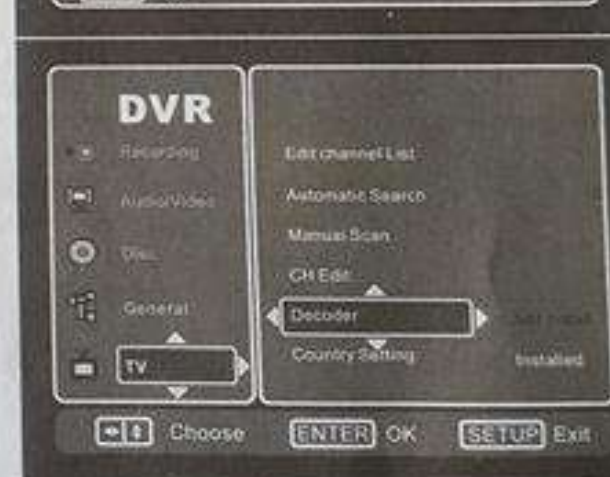 DVR
Recording
Audio/Video
Disc
General
TV
Edit channel List
Automatic Search
Manual Scan
CH Edit
Decoder
Country Setting
Installed
Choose
ENTER OK
SETUP Exit